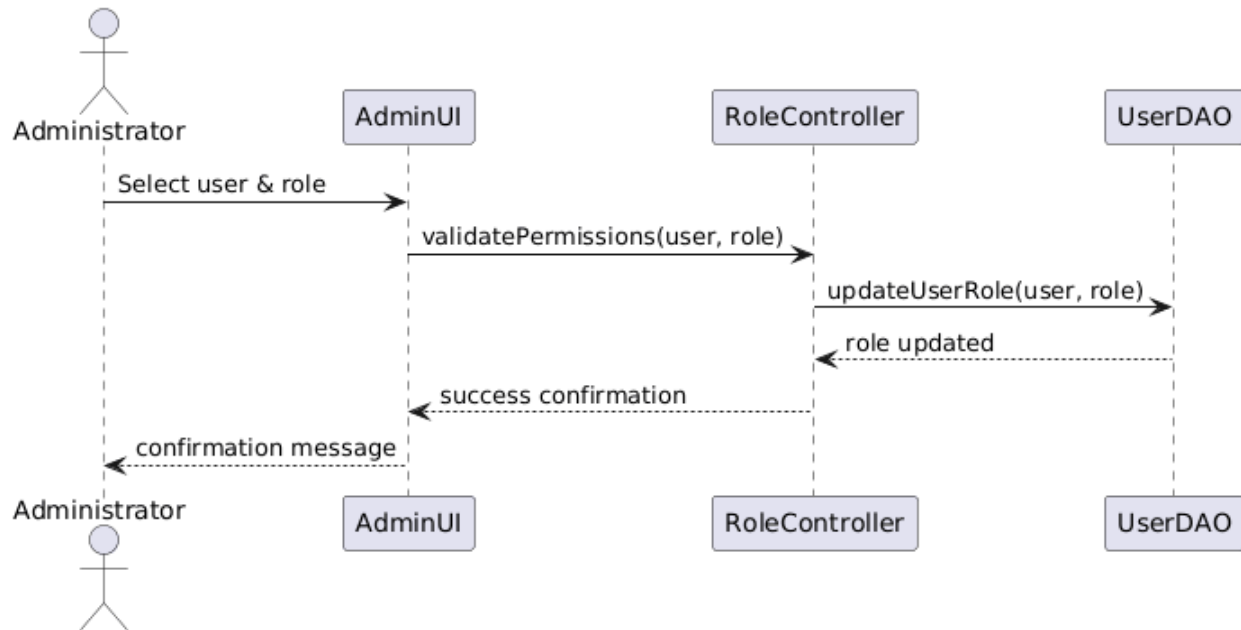 Administrator
AdminUI
RoleController
UserDAO
Select user & role
validatePermissions(user, role)
updateUserRole(user, role)
role updated
success confirmation
confirmation message
Administrator
AdminUI
RoleController
UserDAO